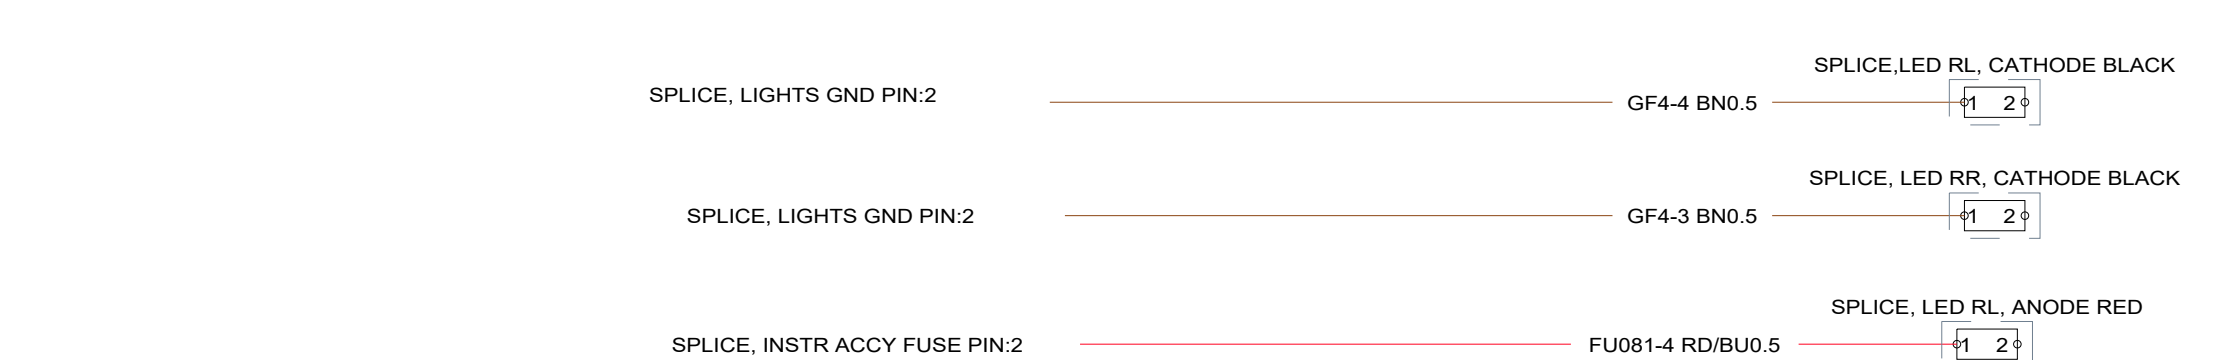 SPLICE,LED RL, CATHODE BLACK
SPLICE, LIGHTS GND PIN:2 GF4-4 BN0.5 1 2
SPLICE, LED RR, CATHODE BLACK
SPLICE, LIGHTS GND PIN:2 GF4-3 BN0.5 1 2
SPLICE, LED RL, ANODE RED
SPLICE, INSTR ACCY FUSE PIN:2 FU081-4 RD/BU0.5 1 2